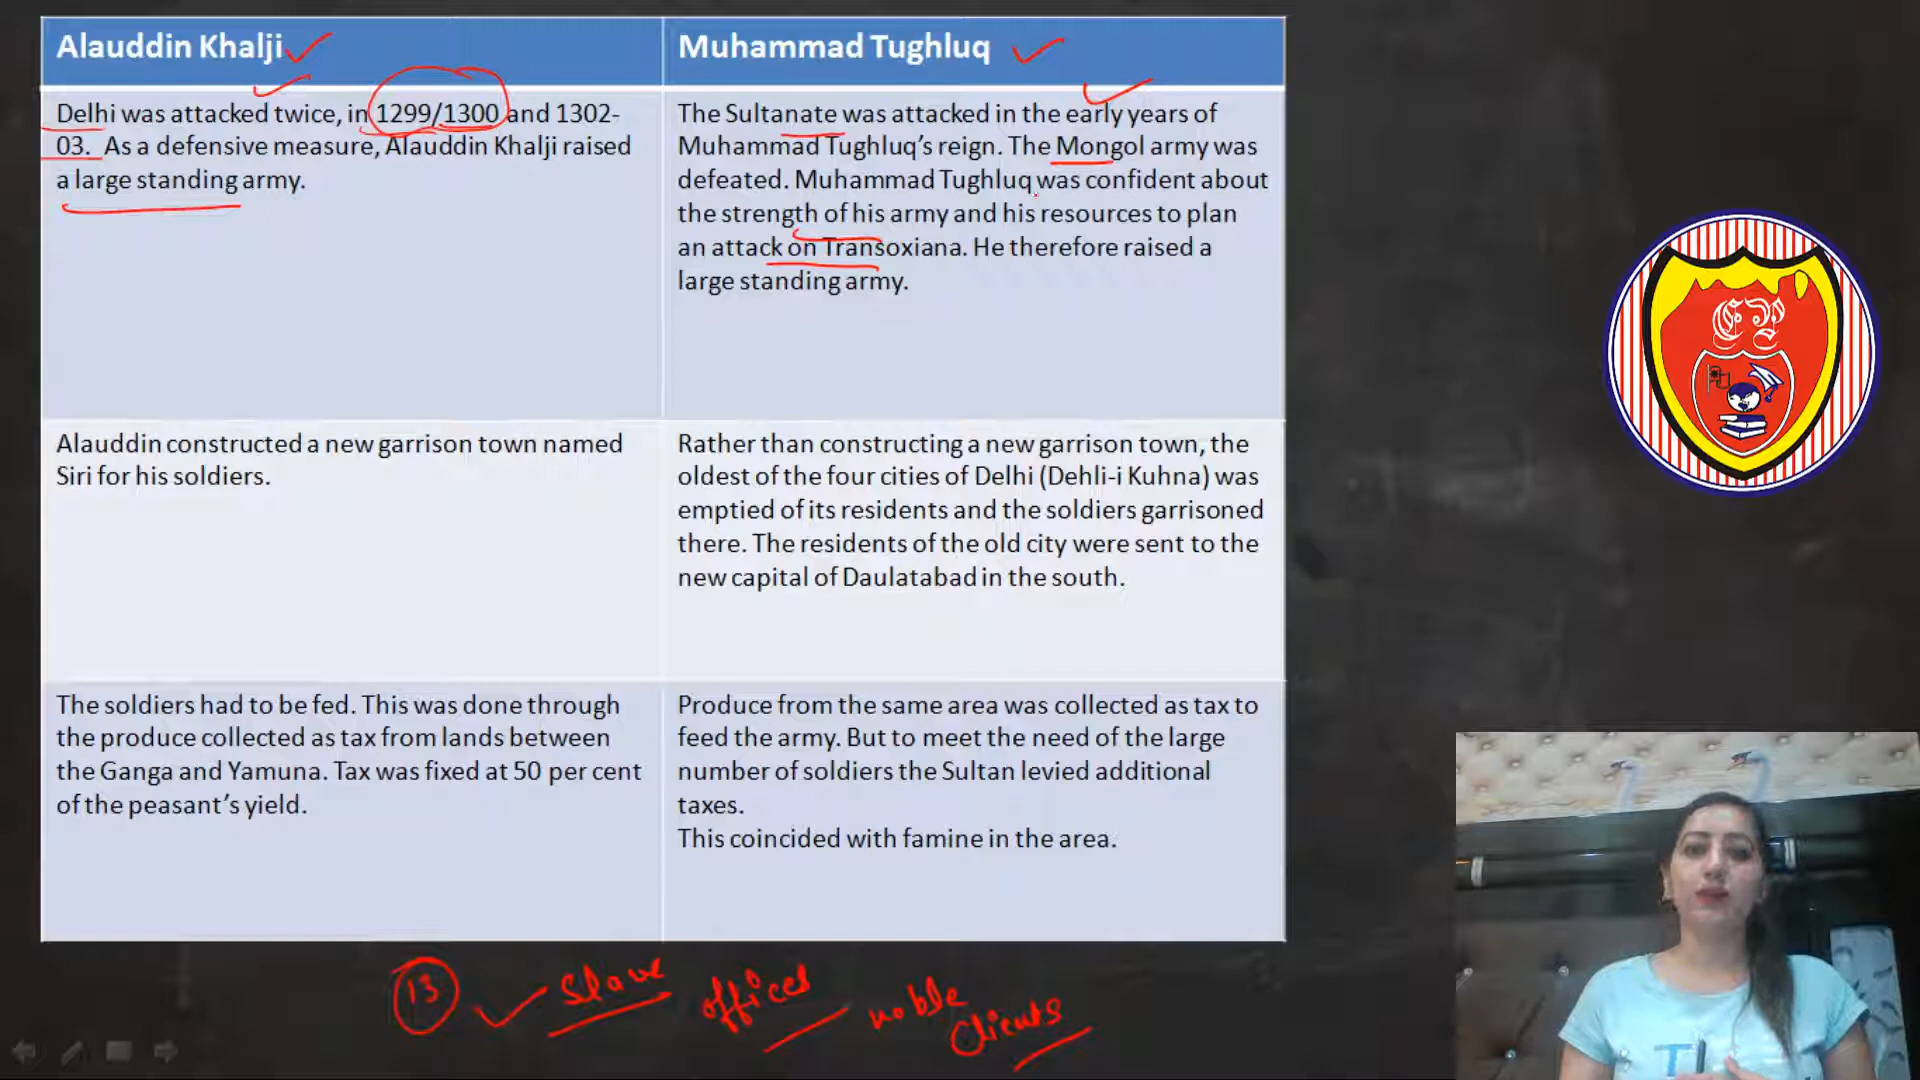 Alauddin Khalji
Muhammad Tughluq
Delhi was attacked twice, in 1299/1300 and 1302-
03. As a defensive measure, Alauddin Khalji raised
a large standing army.
The Sultanate was attacked in the early years of
Muhammad Tughluq’s reign. The Mongol army was
defeated. Muhammad Tughluq was confident about
the strength of his army and his resources to plan
an attack on Transoxiana. He therefore raised a
large standing army.
Alauddin constructed a new garrison town named
Siri for his soldiers.
Rather than constructing a new garrison town, the
oldest of the four cities of Delhi (Dehli-i Kuhna) was
emptied of its residents and the soldiers garrisoned
there. The residents of the old city were sent to the
new capital of Daulatabad in the south.
The soldiers had to be fed. This was done through
the produce collected as tax from lands between
the Ganga and Yamuna. Tax was fixed at 50 per cent
of the peasant’s yield.
Produce from the same area was collected as tax to
feed the army. But to meet the need of the large
number of soldiers the Sultan levied additional
taxes.
This coincided with famine in the area.
13 slave offices noble
clients
CP